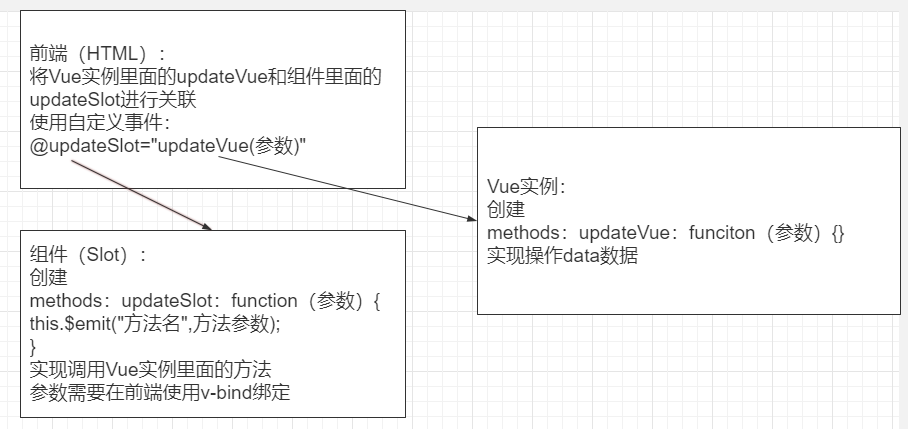 前端（HTML）：
将Vue实例里面的updateVue和组件里面的
updateSlot进行关联
使用自定义事件：
@updateSlot="updateVue(参数)"
Vue实例：
创建
methods：updateVue：funciton（参数）{}
实现操作data数据
组件（Slot）：
创建
methods：updateSlot：function（参数）{
this.$emit("方法名",方法参数);
}
实现调用Vue实例里面的方法
参数需要在前端使用v-bind绑定